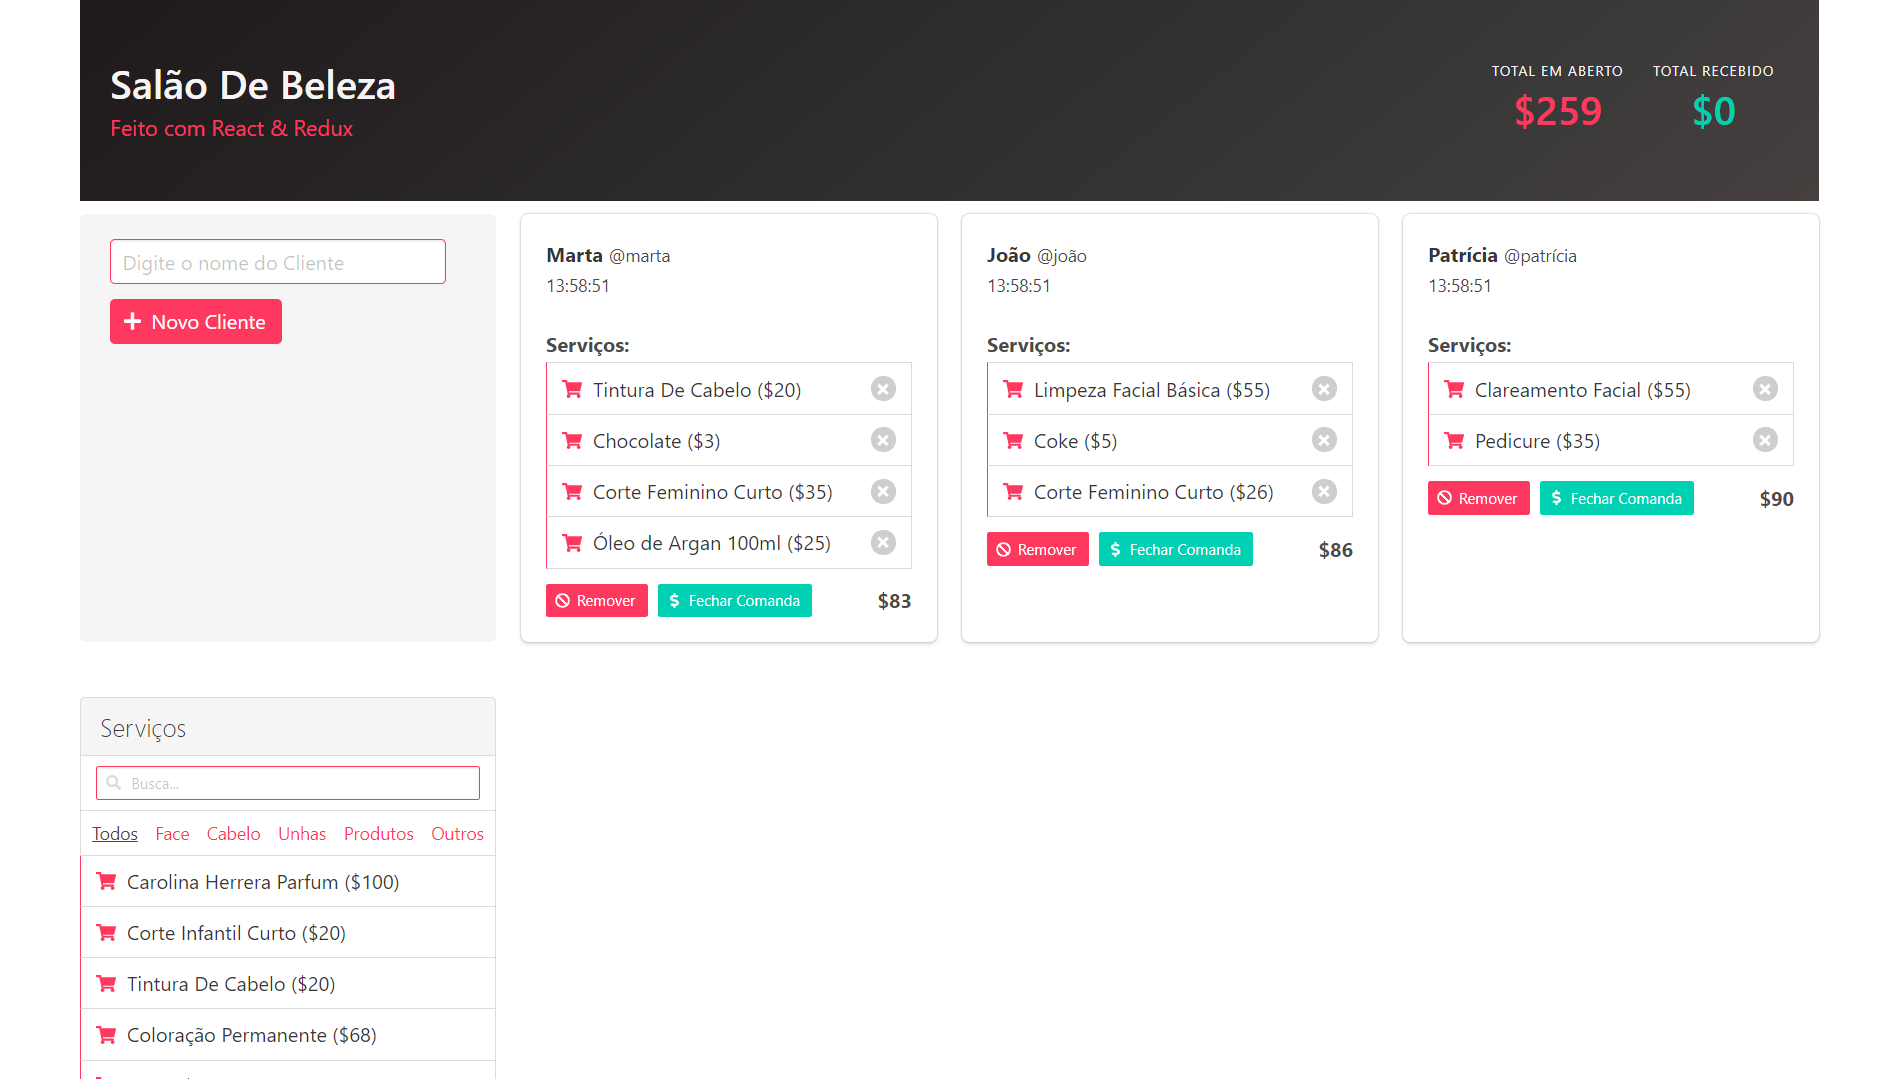 Salão De Beleza
Feito com React & Redux
TOTAL EM ABERTO
$259
TOTAL RECEBIDO
$0
Digite o nome do Cliente
Novo Cliente
Marta @marta
13:58:51
Serviços:
Tintura De Cabelo ($20)
Chocolate ($3)
Corte Feminino Curto ($35)
Óleo de Argan 100ml ($25)
Remover
Fechar Comanda
$83
João @joão
13:58:51
Serviços:
Limpeza Facial Básica ($55)
Coke ($5)
Corte Feminino Curto ($26)
Remover
Fechar Comanda
$86
Patrícia @patrícia
13:58:51
Serviços:
Clareamento Facial ($55)
Pedicure ($35)
Remover
Fechar Comanda
$90
Serviços
Busca...
Todos Face Cabelo Unhas Produtos Outros
Carolina Herrera Parfum ($100)
Corte Infantil Curto ($20)
Tintura De Cabelo ($20)
Coloração Permanente ($68)